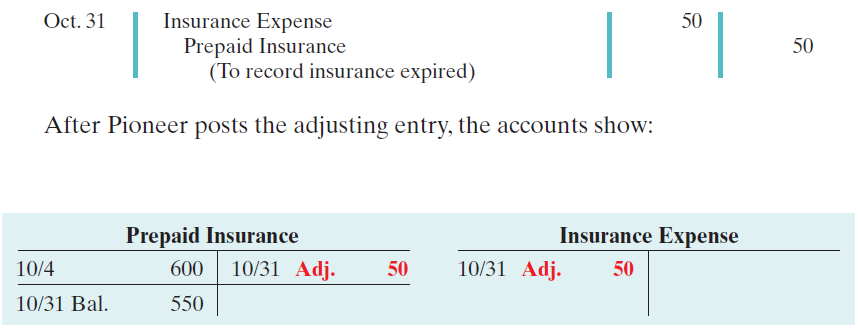 Oct. 31 Insurance Expense 50
Prepaid Insurance 50
(To record insurance expired)
After Pioneer posts the adjusting entry, the accounts show:
Prepaid Insurance Insurance Expense
10/4 600 10/31 Adj. 50 10/31 Adj. 50
10/31 Bal. 550